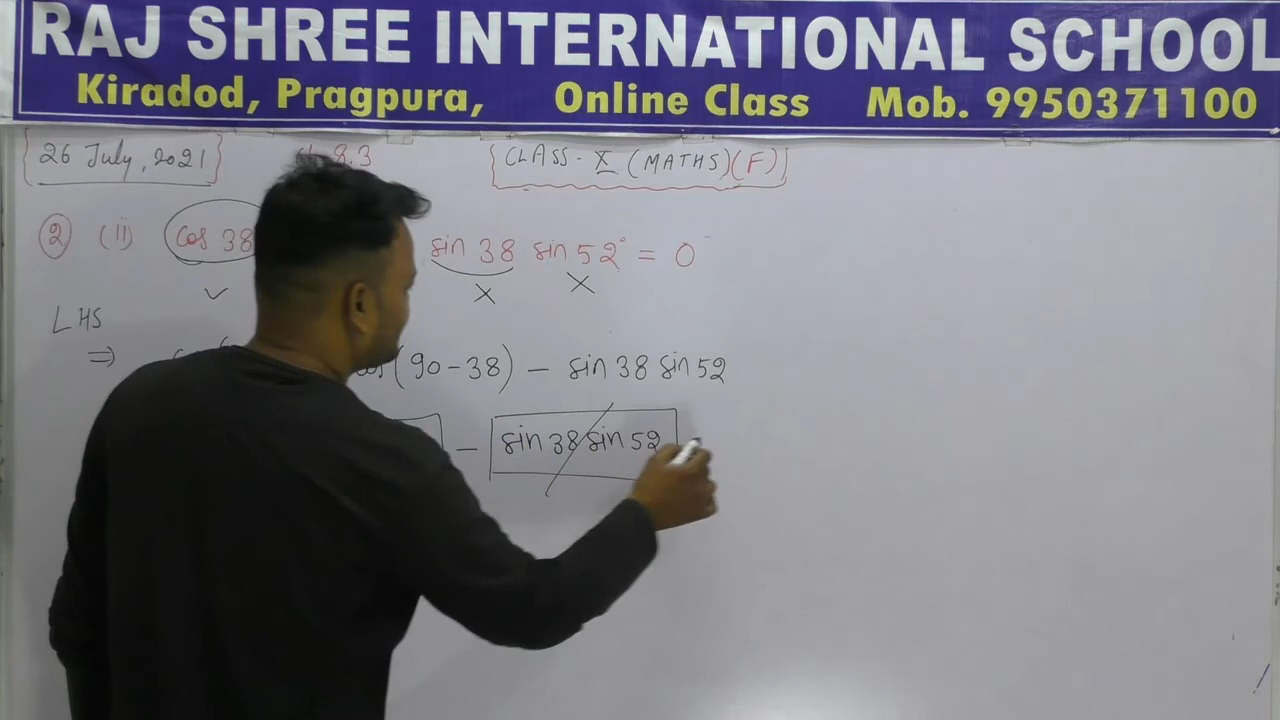 RAJ SHREE INTERNATIONAL SCHOOL
Kiradod, Pragpura, Online Class Mob. 9950371100
26 July, 2021 8.3 CLASS - X (MATHS) (F)
2 (ii) cos 38 sin 38 sin 52° = 0
LHS
⇒ (90-38) - sin 38 sin 52
- sin 38 sin 52